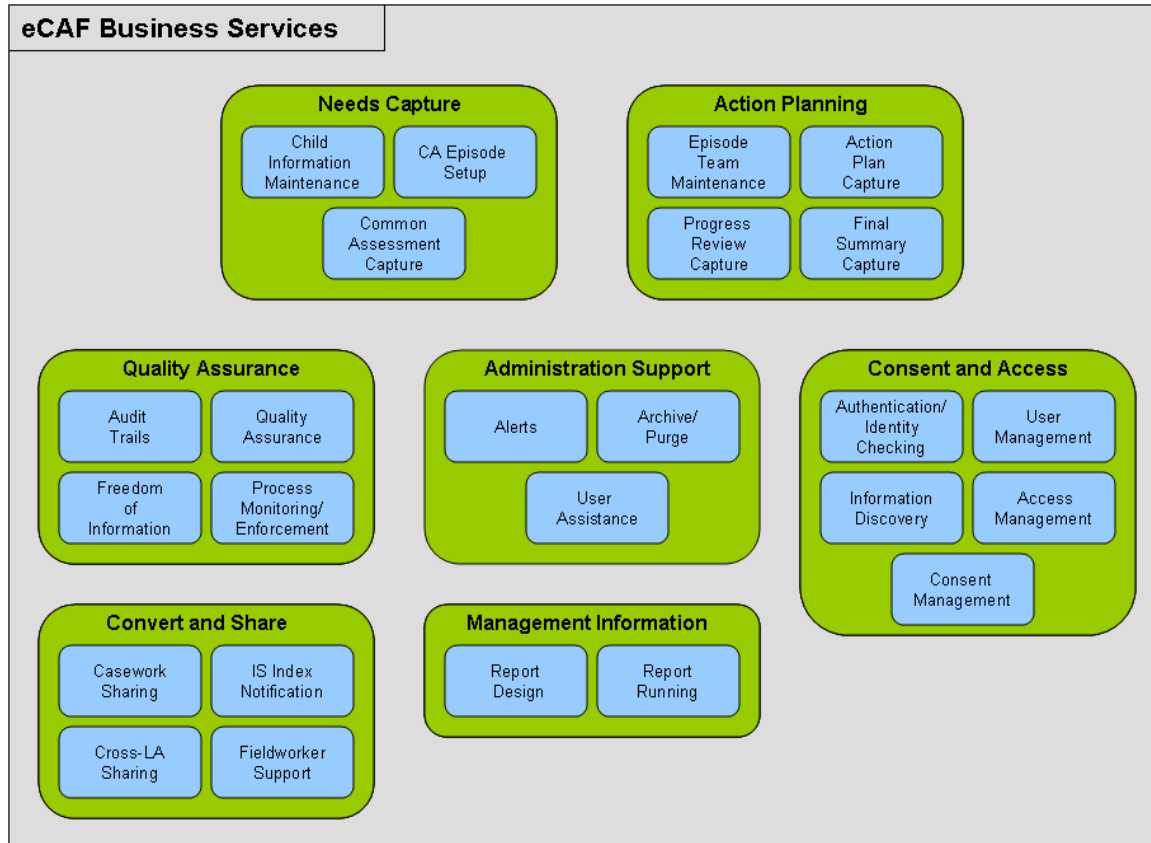 eCAF Business Services
Needs Capture
Child
Information
Maintenance
CA Episode
Setup
Common
Assessment
Capture
Action Planning
Episode
Team
Maintenance
Action
Plan
Capture
Progress
Review
Capture
Final
Summary
Capture
Quality Assurance
Audit
Trails
Quality
Assurance
Freedom
of
Information
Process
Monitoring/
Enforcement
Administration Support
Alerts
Archive/
Purge
User
Assistance
Consent and Access
Authentication/
Identity
Checking
User
Management
Information
Discovery
Access
Management
Consent
Management
Convert and Share
Casework
Sharing
IS Index
Notification
Cross-LA
Sharing
Fieldworker
Support
Management Information
Report
Design
Report
Running